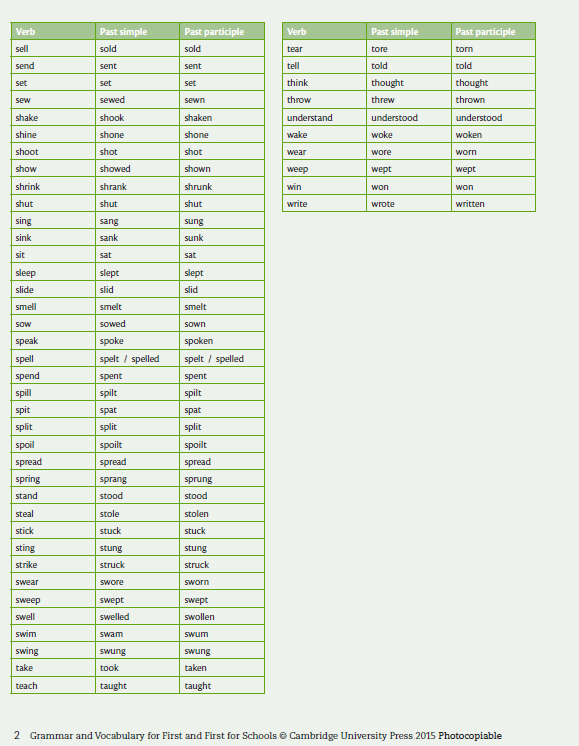 Verb Past simple Past participle
sell sold sold
send sent sent
set set set
sew sewed sewn
shake shook shaken
shine shone shone
shoot shot shot
show showed shown
shrink shrank shrunk
shut shut shut
sing sang sung
sink sank sunk
sit sat sat
sleep slept slept
slide slid slid
smell smelt smelt
sow sowed sown
speak spoke spoken
spell spelt / spelled spelt / spelled
spend spent spent
spill spilt spilt
spit spat spat
split split split
spoil spoilt spoilt
spread spread spread
spring sprang sprung
stand stood stood
steal stole stolen
stick stuck stuck
sting stung stung
strike struck struck
swear swore sworn
sweep swept swept
swell swelled swollen
swim swam swum
swing swung swung
take took taken
teach taught taught
Verb Past simple Past participle
tear tore torn
tell told told
think thought thought
throw threw thrown
understand understood understood
wake woke woken
wear wore worn
weep wept wept
win won won
write wrote written
2 Grammar and Vocabulary for First and First for Schools © Cambridge University Press 2015 Photocopiable